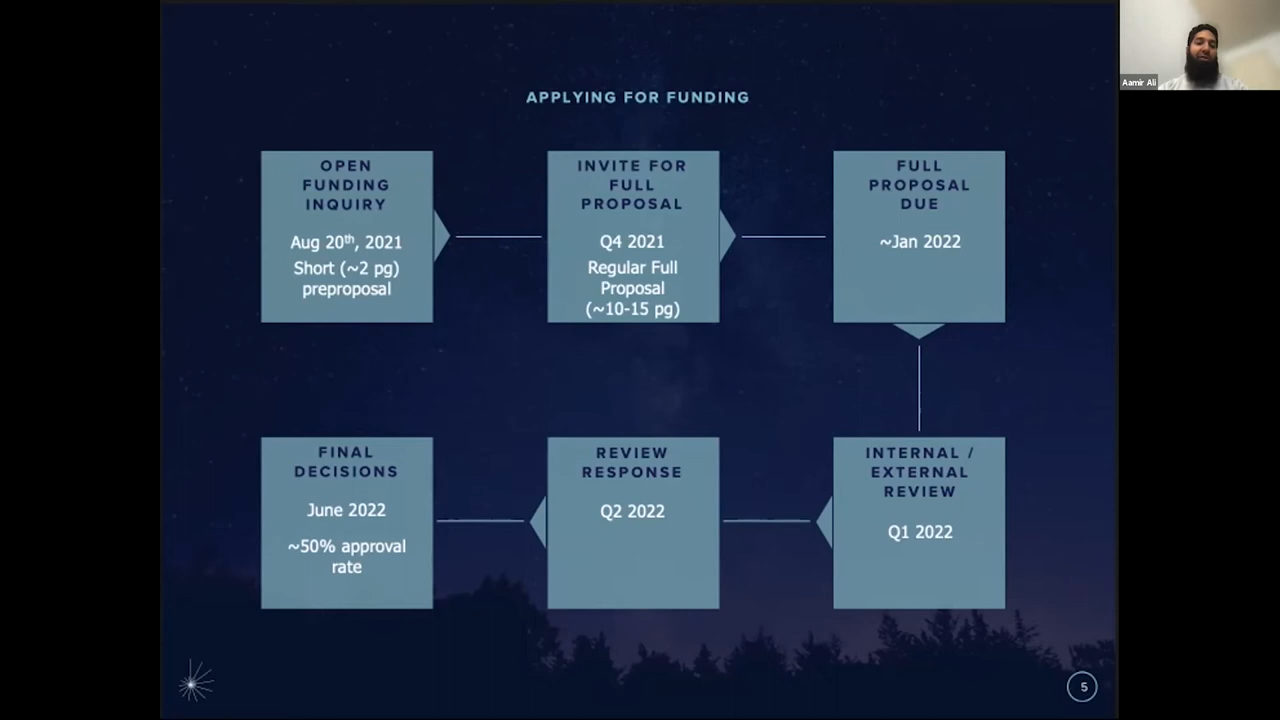 APPLYING FOR FUNDING
OPEN
FUNDING
INQUIRY
Aug 20th, 2021
Short (~2 pg)
preproposal
INVITE FOR
FULL
PROPOSAL
Q4 2021
Regular Full
Proposal
(~10-15 pg)
FULL
PROPOSAL
DUE
~Jan 2022
INTERNAL /
EXTERNAL
REVIEW
Q1 2022
REVIEW
RESPONSE
Q2 2022
FINAL
DECISIONS
June 2022
~50% approval
rate
5
Aamir Ali